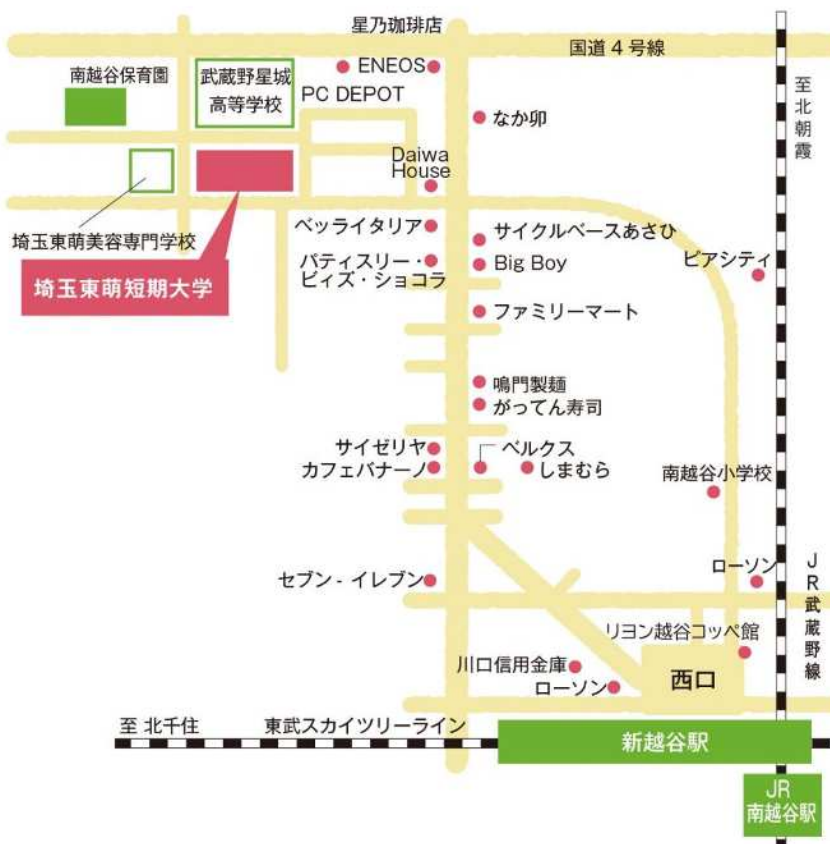 星乃珈琲店
国道4号線
南越谷保育園
武蔵野星城
高等学校
ENEOS
PC DEPOT
なか卯
至北朝霞
Daiwa
House
埼玉東萌美容専門学校
埼玉東萌短期大学
ベッライタリア
サイクルベースあさひ
パティスリー・
ビィズ・ショコラ
Big Boy
ピアシティ
ファミリーマート
鳴門製麺
がってん寿司
サイゼリヤ
ベルクス
カフェバナーノ
しまむら
南越谷小学校
セブン - イレブン
ローソン
JR武蔵野線
リヨン越谷コッペ館
川口信用金庫
西口
ローソン
至 北千住
東武スカイツリーライン
新越谷駅
JR
南越谷駅